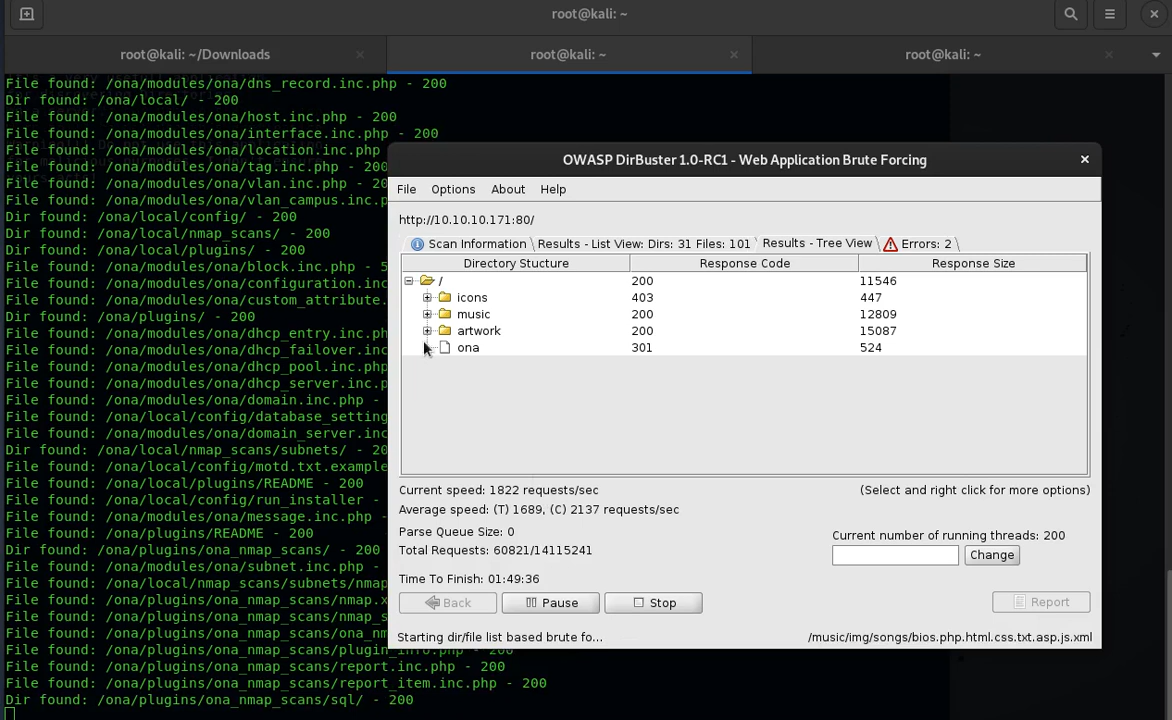 root@kali: ~
root@kali: ~/Downloads
root@kali: ~
root@kali: ~
File found: /ona/modules/ona/dns_record.inc.php - 200
Dir found: /ona/local/ - 200
File found: /ona/modules/ona/host.inc.php - 200
File found: /ona/modules/ona/interface.inc.php - 200
File found: /ona/modules/ona/location.inc.php
File found: /ona/modules/ona/tag.inc.php - 200
File found: /ona/modules/ona/vlan.inc.php - 20
File found: /ona/modules/ona/vlan_campus.inc.p
Dir found: /ona/local/config/ - 200
Dir found: /ona/local/nmap_scans/ - 200
Dir found: /ona/local/plugins/ - 200
File found: /ona/modules/ona/block.inc.php - 5
File found: /ona/modules/ona/configuration.inc
File found: /ona/modules/ona/custom_attribute.
Dir found: /ona/plugins/ - 200
File found: /ona/modules/ona/dhcp_entry.inc.ph
File found: /ona/modules/ona/dhcp_failover.inc
File found: /ona/modules/ona/dhcp_pool.inc.php
File found: /ona/modules/ona/dhcp_server.inc.p
File found: /ona/modules/ona/domain.inc.php -
File found: /ona/local/config/database_setting
File found: /ona/modules/ona/domain_server.inc
Dir found: /ona/local/nmap_scans/subnets/ - 20
File found: /ona/local/config/motd.txt.example
File found: /ona/local/plugins/README - 200
File found: /ona/local/config/run_installer -
File found: /ona/modules/ona/message.inc.php -
File found: /ona/plugins/README - 200
Dir found: /ona/plugins/ona_nmap_scans/ - 200
File found: /ona/modules/ona/subnet.inc.php -
File found: /ona/local/nmap_scans/subnets/nmap
File found: /ona/plugins/ona_nmap_scans/nmap.x
File found: /ona/plugins/ona_nmap_scans/nmap_s
File found: /ona/plugins/ona_nmap_scans/ona_nm
File found: /ona/plugins/ona_nmap_scans/plugin_info.php - 200
File found: /ona/plugins/ona_nmap_scans/report.inc.php - 200
File found: /ona/plugins/ona_nmap_scans/report_item.inc.php - 200
Dir found: /ona/plugins/ona_nmap_scans/sql/ - 200
OWASP DirBuster 1.0-RC1 - Web Application Brute Forcing
File Options About Help
http://10.10.10.171:80/
Scan Information Results - List View: Dirs: 31 Files: 101 Results - Tree View Errors: 2
Directory Stucture Response Code Response Size
/ 200 11546
icons 403 447
music 200 12809
artwork 200 15087
ona 301 524
Current speed: 1822 requests/sec (Select and right click for more options)
Average speed: (T) 1689, (C) 2137 requests/sec
Parse Queue Size: 0
Current number of running threads: 200
Total Requests: 60821/14115241
Change
Time To Finish: 01:49:36
Back Pause Stop Report
Starting dir/file list based brute fo... /music/img/songs/bios.php.html.css.txt.asp.js.xml